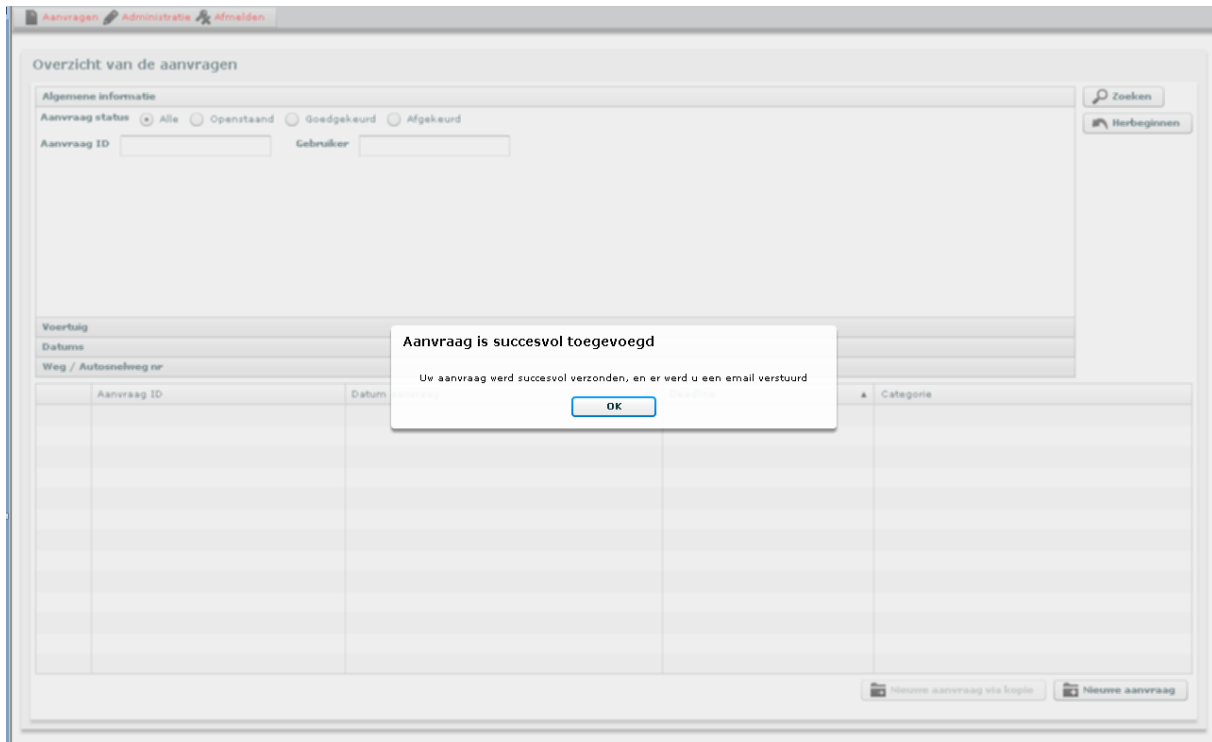 Aanvragen Administratie Afmelden
Overzicht van de aanvragen
Algemene informatie
Zoeken
Aanvraag status Alle Openstaand Goedgekeurd Afgekeurd
Herbeginnen
Aanvraag ID Gebruiker
Voertuig
Datums
Weg / Autosnelweg nr
Aanvraag is succesvol toegevoegd
Uw aanvraag werd succesvol verzonden, en er werd u een email verstuurd
OK
Aanvraag ID Datum Categorie
Nieuwe aanvraag via kopie Nieuwe aanvraag